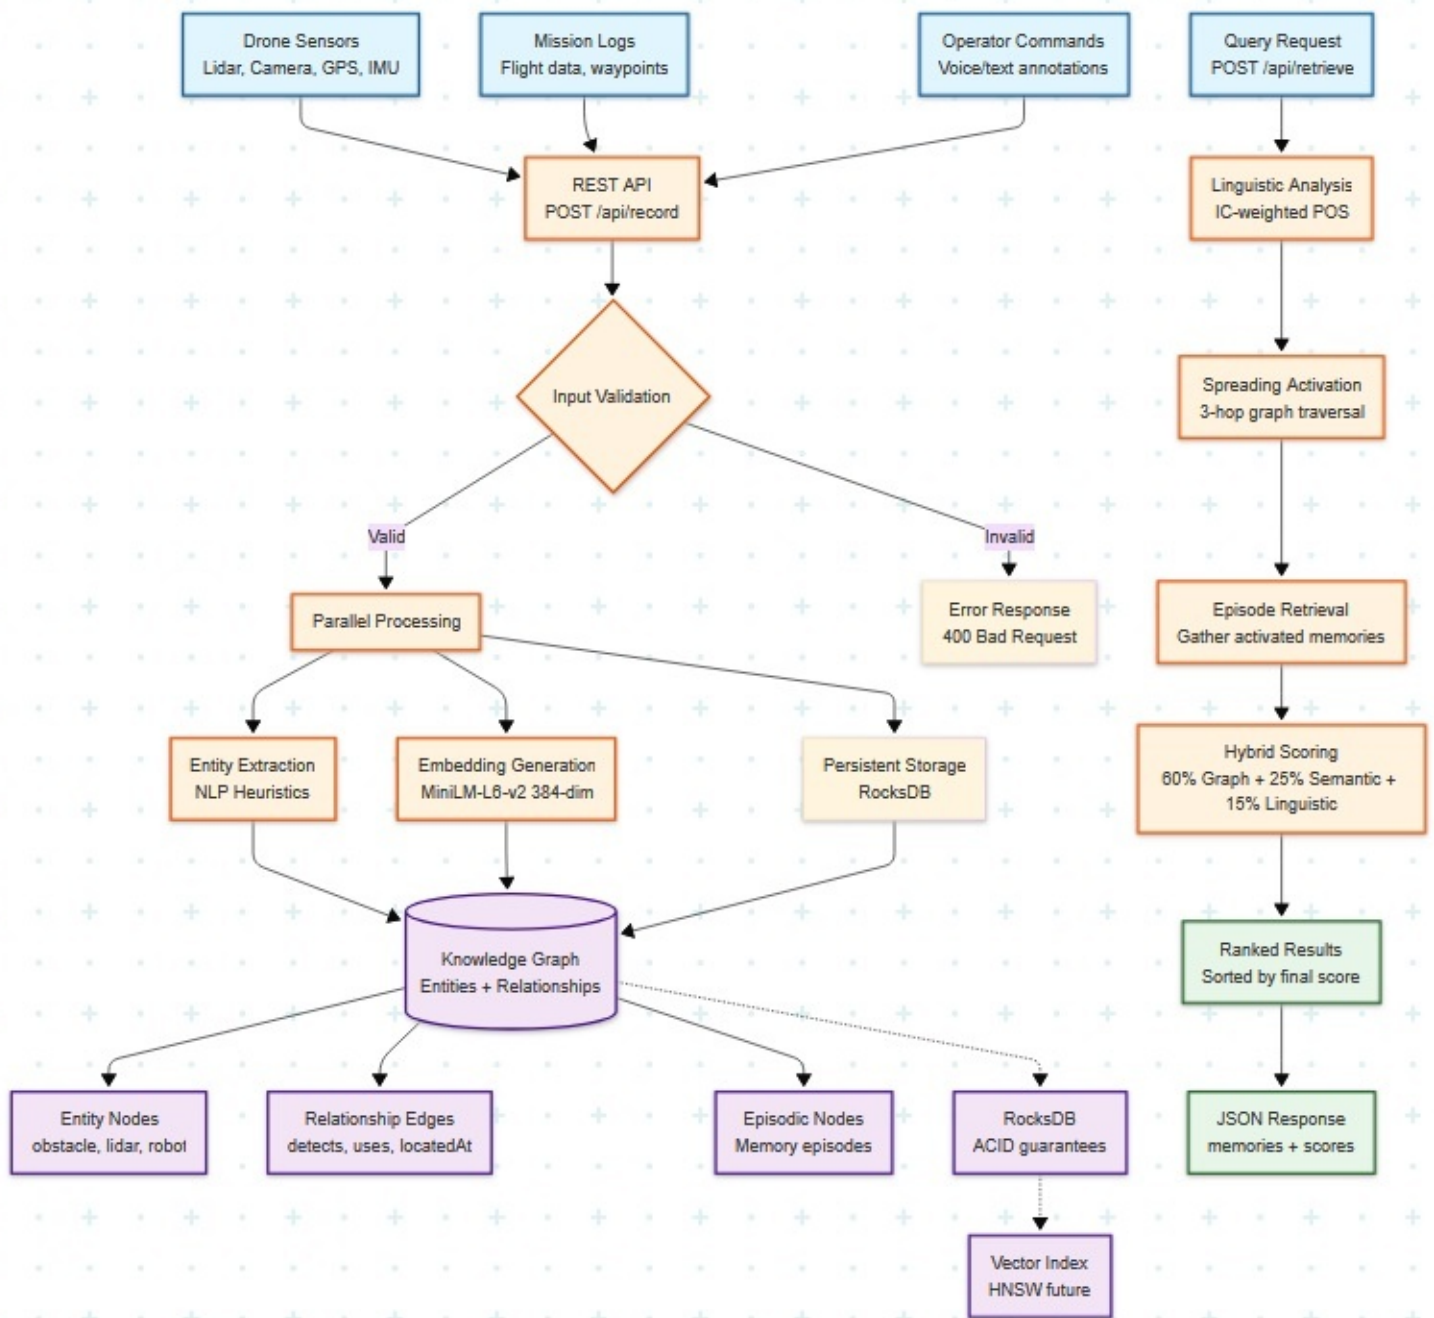 Drone Sensors
Lidar, Camera, GPS, IMU
Mission Logs
Flight data, waypoints
Operator Commands
Voice/text annotations
Query Request
POST /api/retrieve
REST API
POST /api/record
Linguistic Analysis
IC-weighted POS
Input Validation
Spreading Activation
3-hop graph traversal
Valid
Invalid
Parallel Processing
Error Response
400 Bad Request
Episode Retrieval
Gather activated memories
Entity Extraction
NLP Heuristics
Embedding Generation
MiniLM-L6-v2 384-dim
Persistent Storage
RocksDB
Hybrid Scoring
60% Graph + 25% Semantic +
15% Linguistic
Knowledge Graph
Entities + Relationships
Ranked Results
Sorted by final score
Entity Nodes
obstacle, lidar, robot
Relationship Edges
detects, uses, locatedAt
Episodic Nodes
Memory episodes
RocksDB
ACID guarantees
JSON Response
memories + scores
Vector Index
HNSW future